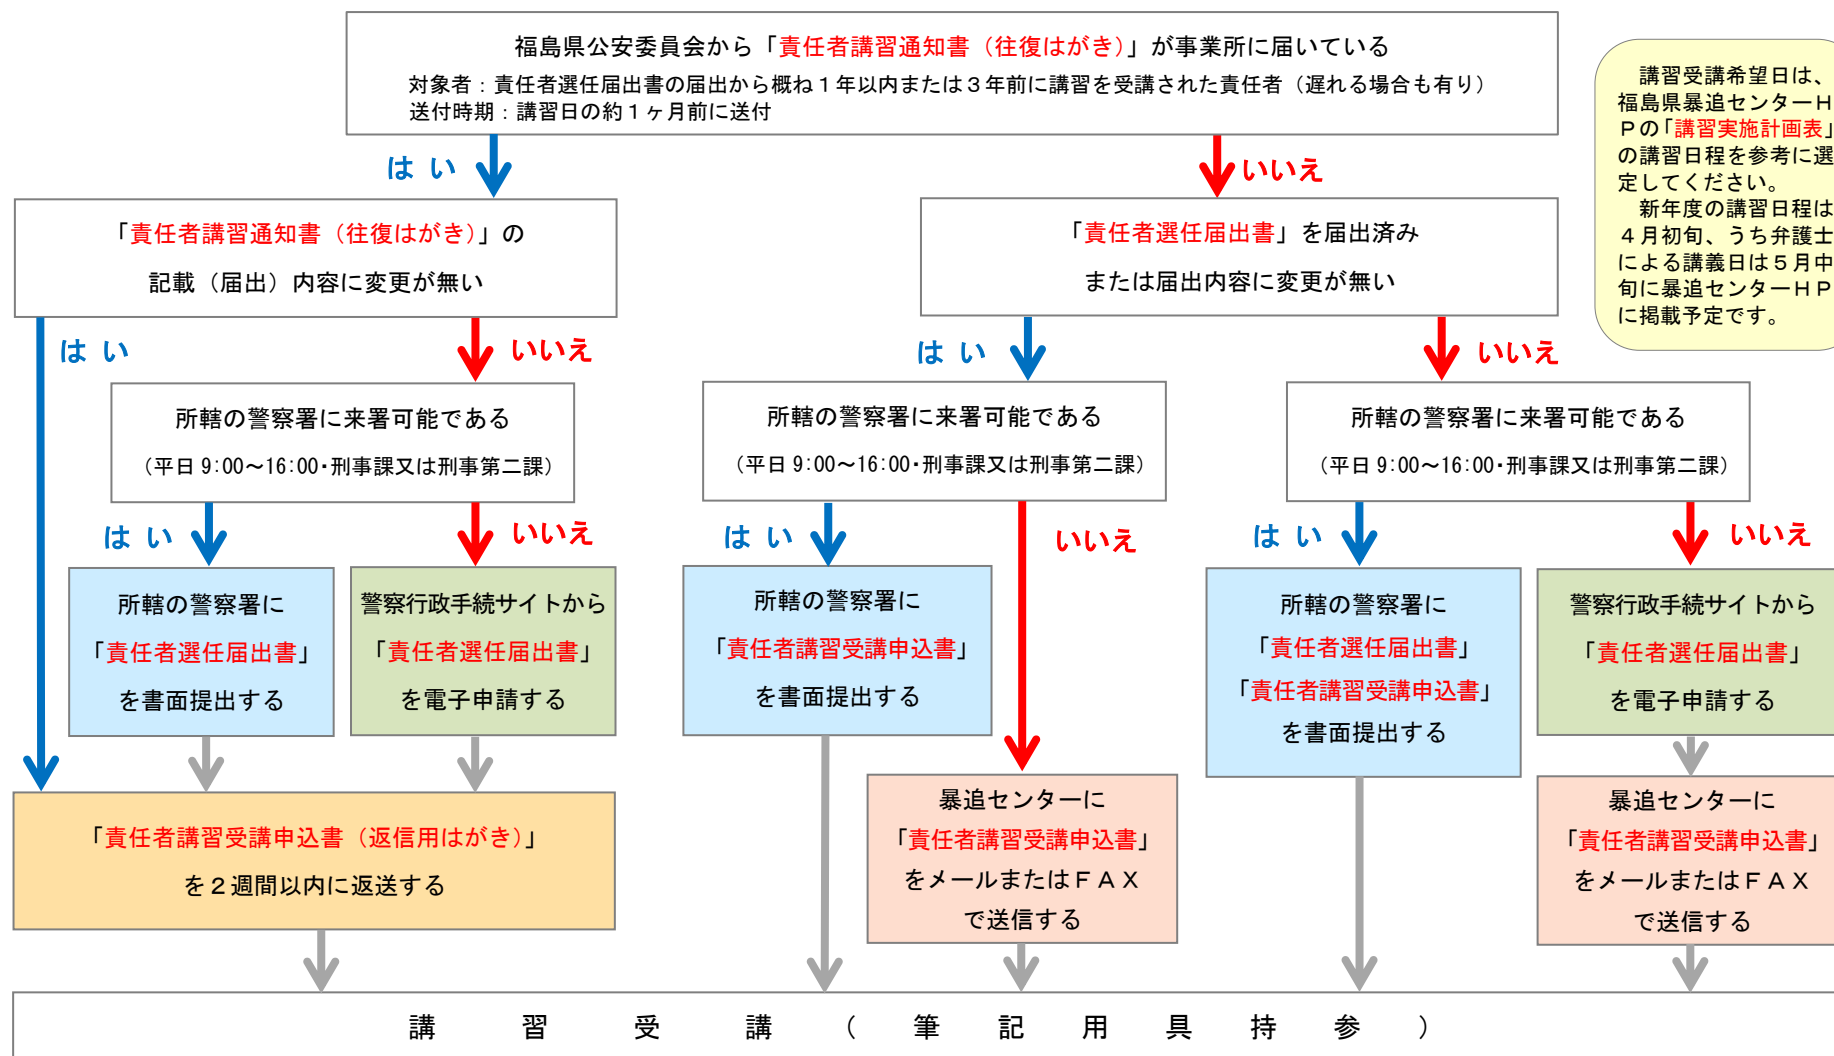 福島県公安委員会から「責任者講習通知書（往復はがき）」が事業所に届いている
対象者：責任者選任届出書の届出から概ね１年以内または３年前に講習を受講された責任者（遅れる場合も有り）
送付時期：講習日の約１ヶ月前に送付
講習受講希望日は、
福島県暴追センターＨ
Ｐの「講習実施計画表」
の講習日程を参考に選
定してください。
新年度の講習日程は
４月初旬、うち弁護士
による講義日は５月中
旬に暴追センターＨＰ
に掲載予定です。
はい
いいえ
「責任者講習通知書（往復はがき）」の
記載（届出）内容に変更が無い
「責任者選任届出書」を届出済み
または届出内容に変更が無い
はい
いいえ
はい
いいえ
所轄の警察署に来署可能である
（平日 9:00～16:00・刑事課又は刑事第二課）
所轄の警察署に来署可能である
（平日 9:00～16:00・刑事課又は刑事第二課）
所轄の警察署に来署可能である
（平日 9:00～16:00・刑事課又は刑事第二課）
はい
いいえ
はい
いいえ
はい
いいえ
所轄の警察署に
「責任者選任届出書」
を書面提出する
警察行政手続サイトから
「責任者選任届出書」
を電子申請する
所轄の警察署に
「責任者講習受講申込書」
を書面提出する
所轄の警察署に
「責任者選任届出書」
「責任者講習受講申込書」
を書面提出する
警察行政手続サイトから
「責任者選任届出書」
を電子申請する
「責任者講習受講申込書（返信用はがき）」
を２週間以内に返送する
暴追センターに
「責任者講習受講申込書」
をメールまたはＦＡＸ
で送信する
暴追センターに
「責任者講習受講申込書」
をメールまたはＦＡＸ
で送信する
講習受講（筆記用具持参）